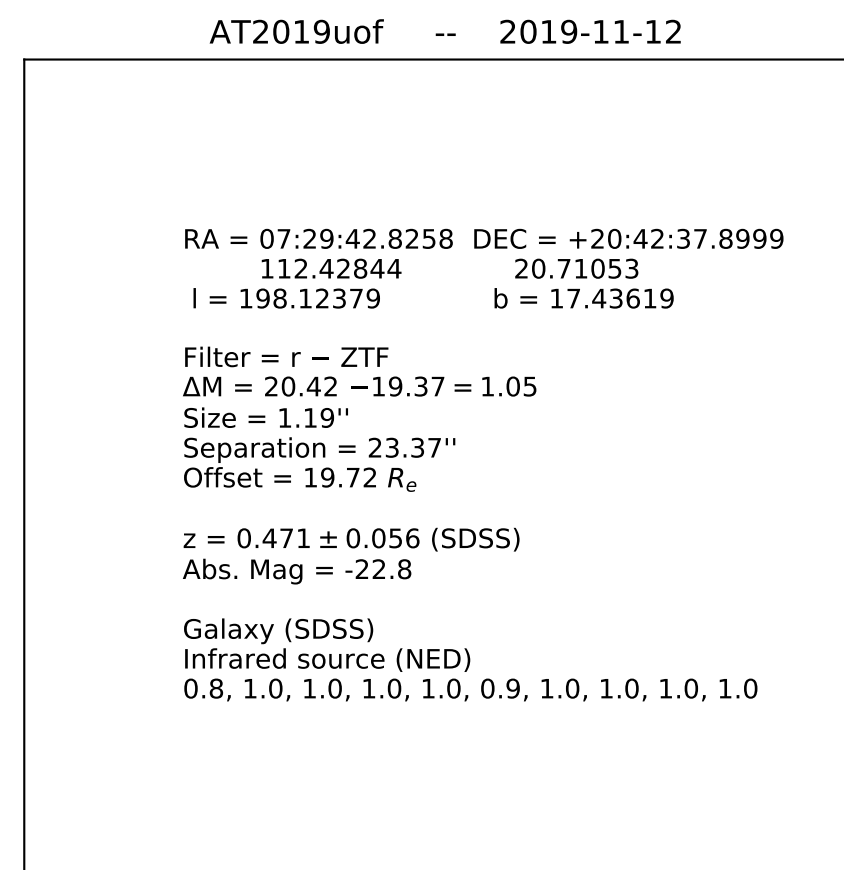 AT2019uof -- 2019-11-12
RA = 07:29:42.8258 DEC = +20:42:37.8999
112.42844 20.71053
l = 198.12379 b = 17.43619
Filter = r − ZTF
ΔM = 20.42 −19.37 = 1.05
Size = 1.19''
Separation = 23.37''
Offset = 19.72 Rₑ
z = 0.471 ± 0.056 (SDSS)
Abs. Mag = -22.8
Galaxy (SDSS)
Infrared source (NED)
0.8, 1.0, 1.0, 1.0, 1.0, 0.9, 1.0, 1.0, 1.0, 1.0